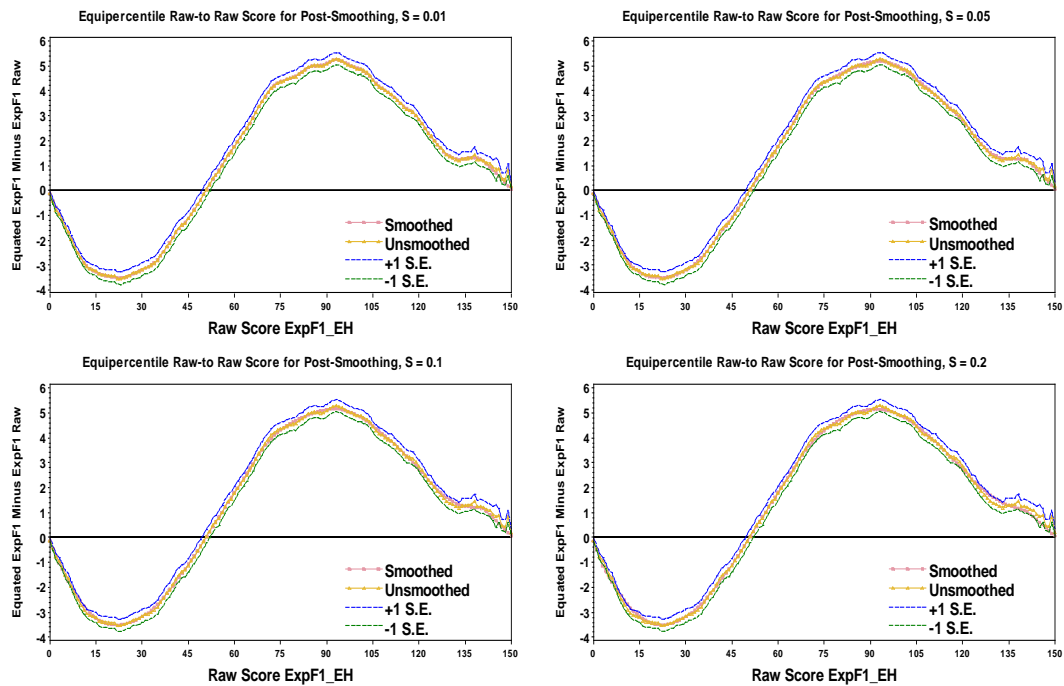 Equipercentile Raw-to Raw Score for Post-Smoothing, S = 0.01
Equated ExpF1 Minus ExpF1 Raw
6
5
4
3
2
1
0
-1
-2
-3
-4
Smoothed
Unsmoothed
+1 S.E.
-1 S.E.
0 15 30 45 60 75 90 105 120 135 150
Raw Score ExpF1_EH
Equipercentile Raw-to Raw Score for Post-Smoothing, S = 0.05
Equated ExpF1 Minus ExpF1 Raw
6
5
4
3
2
1
0
-1
-2
-3
-4
Smoothed
Unsmoothed
+1 S.E.
-1 S.E.
0 15 30 45 60 75 90 105 120 135 150
Raw Score ExpF1_EH
Equipercentile Raw-to Raw Score for Post-Smoothing, S = 0.1
Equated ExpF1 Minus ExpF1 Raw
6
5
4
3
2
1
0
-1
-2
-3
-4
Smoothed
Unsmoothed
+1 S.E.
-1 S.E.
0 15 30 45 60 75 90 105 120 135 150
Raw Score ExpF1_EH
Equipercentile Raw-to Raw Score for Post-Smoothing, S = 0.2
Equated ExpF1 Minus ExpF1 Raw
6
5
4
3
2
1
0
-1
-2
-3
-4
Smoothed
Unsmoothed
+1 S.E.
-1 S.E.
0 15 30 45 60 75 90 105 120 135 150
Raw Score ExpF1_EH